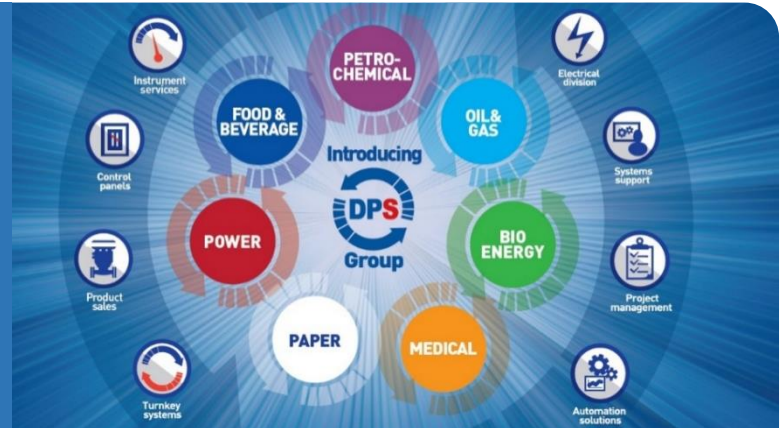 Introducing
DPS
Group
PETRO-
CHEMICAL
OIL&
GAS
BIO
ENERGY
MEDICAL
PAPER
POWER
FOOD &
BEVERAGE
Instrument
services
Control
panels
Product
sales
Turnkey
systems
Electrical
division
Systems
support
Project
management
Automation
solutions